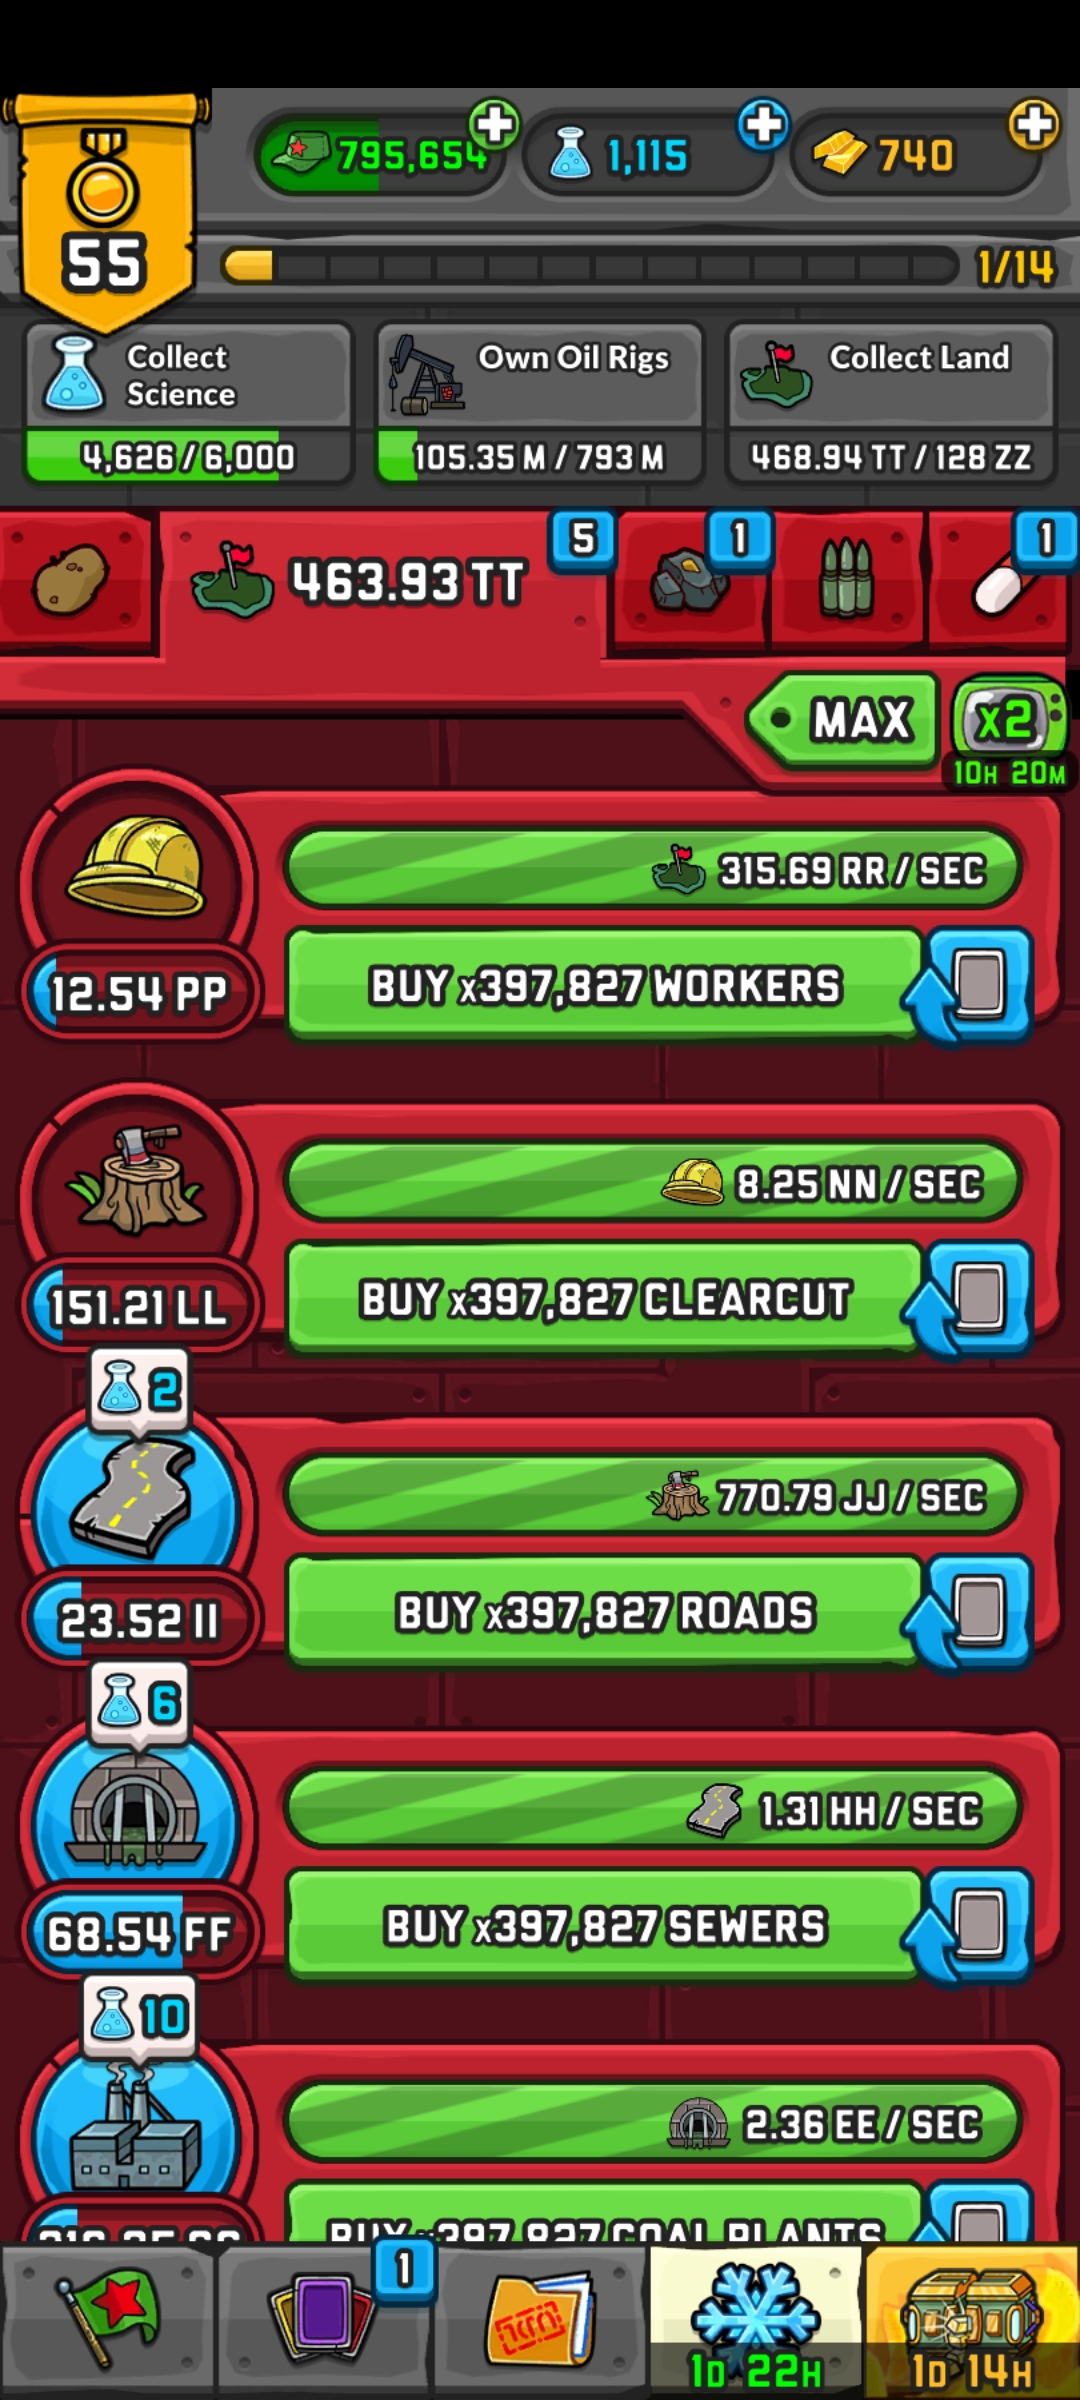 795,654
1,115
740
55
1/14
Collect
Science
4,626/6,000
Own Oil Rigs
105.35 M / 793 M
Collect Land
468.94 TT / 128 ZZ
463.93 TT
5
1
1
MAX
x2
10H 20M
315.69 RR / SEC
12.54 PP
BUY x397,827 WORKERS
8.25 NN / SEC
151.21 LL
BUY x397,827 CLEARCUT
2
770.79 JJ / SEC
23.52 II
BUY x397,827 ROADS
6
1.31 HH / SEC
68.54 FF
BUY x397,827 SEWERS
10
2.36 EE / SEC
BUY x397,827 COAL PLANTS
1
1D 22H
1D 14H